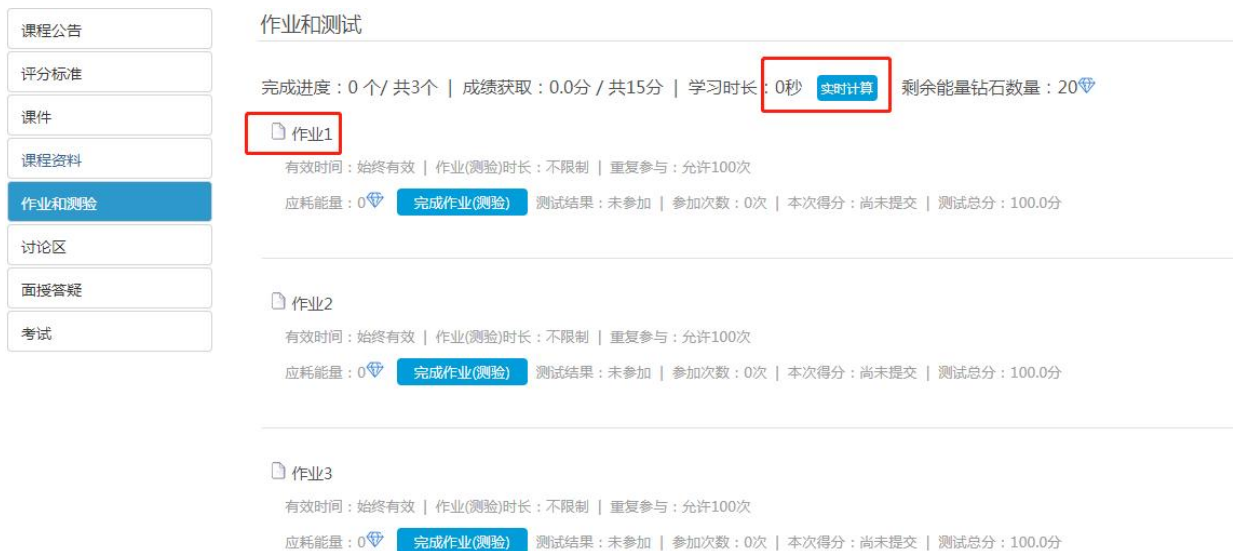 课程公告
评分标准
课件
课程资料
作业和测验
讨论区
面授答疑
考试
作业和测试
完成进度：0 个/ 共3个 | 成绩获取：0.0分 / 共15分 | 学习时长：0秒 实时计算 剩余能量钻石数量：20
作业1
有效时间：始终有效 | 作业(测验)时长：不限制 | 重复参与：允许100次
应耗能量：0 完成作业(测验) 测试结果：未参加 | 参加次数：0次 | 本次得分：尚未提交 | 测试总分：100.0分
作业2
有效时间：始终有效 | 作业(测验)时长：不限制 | 重复参与：允许100次
应耗能量：0 完成作业(测验) 测试结果：未参加 | 参加次数：0次 | 本次得分：尚未提交 | 测试总分：100.0分
作业3
有效时间：始终有效 | 作业(测验)时长：不限制 | 重复参与：允许100次
应耗能量：0 完成作业(测验) 测试结果：未参加 | 参加次数：0次 | 本次得分：尚未提交 | 测试总分：100.0分